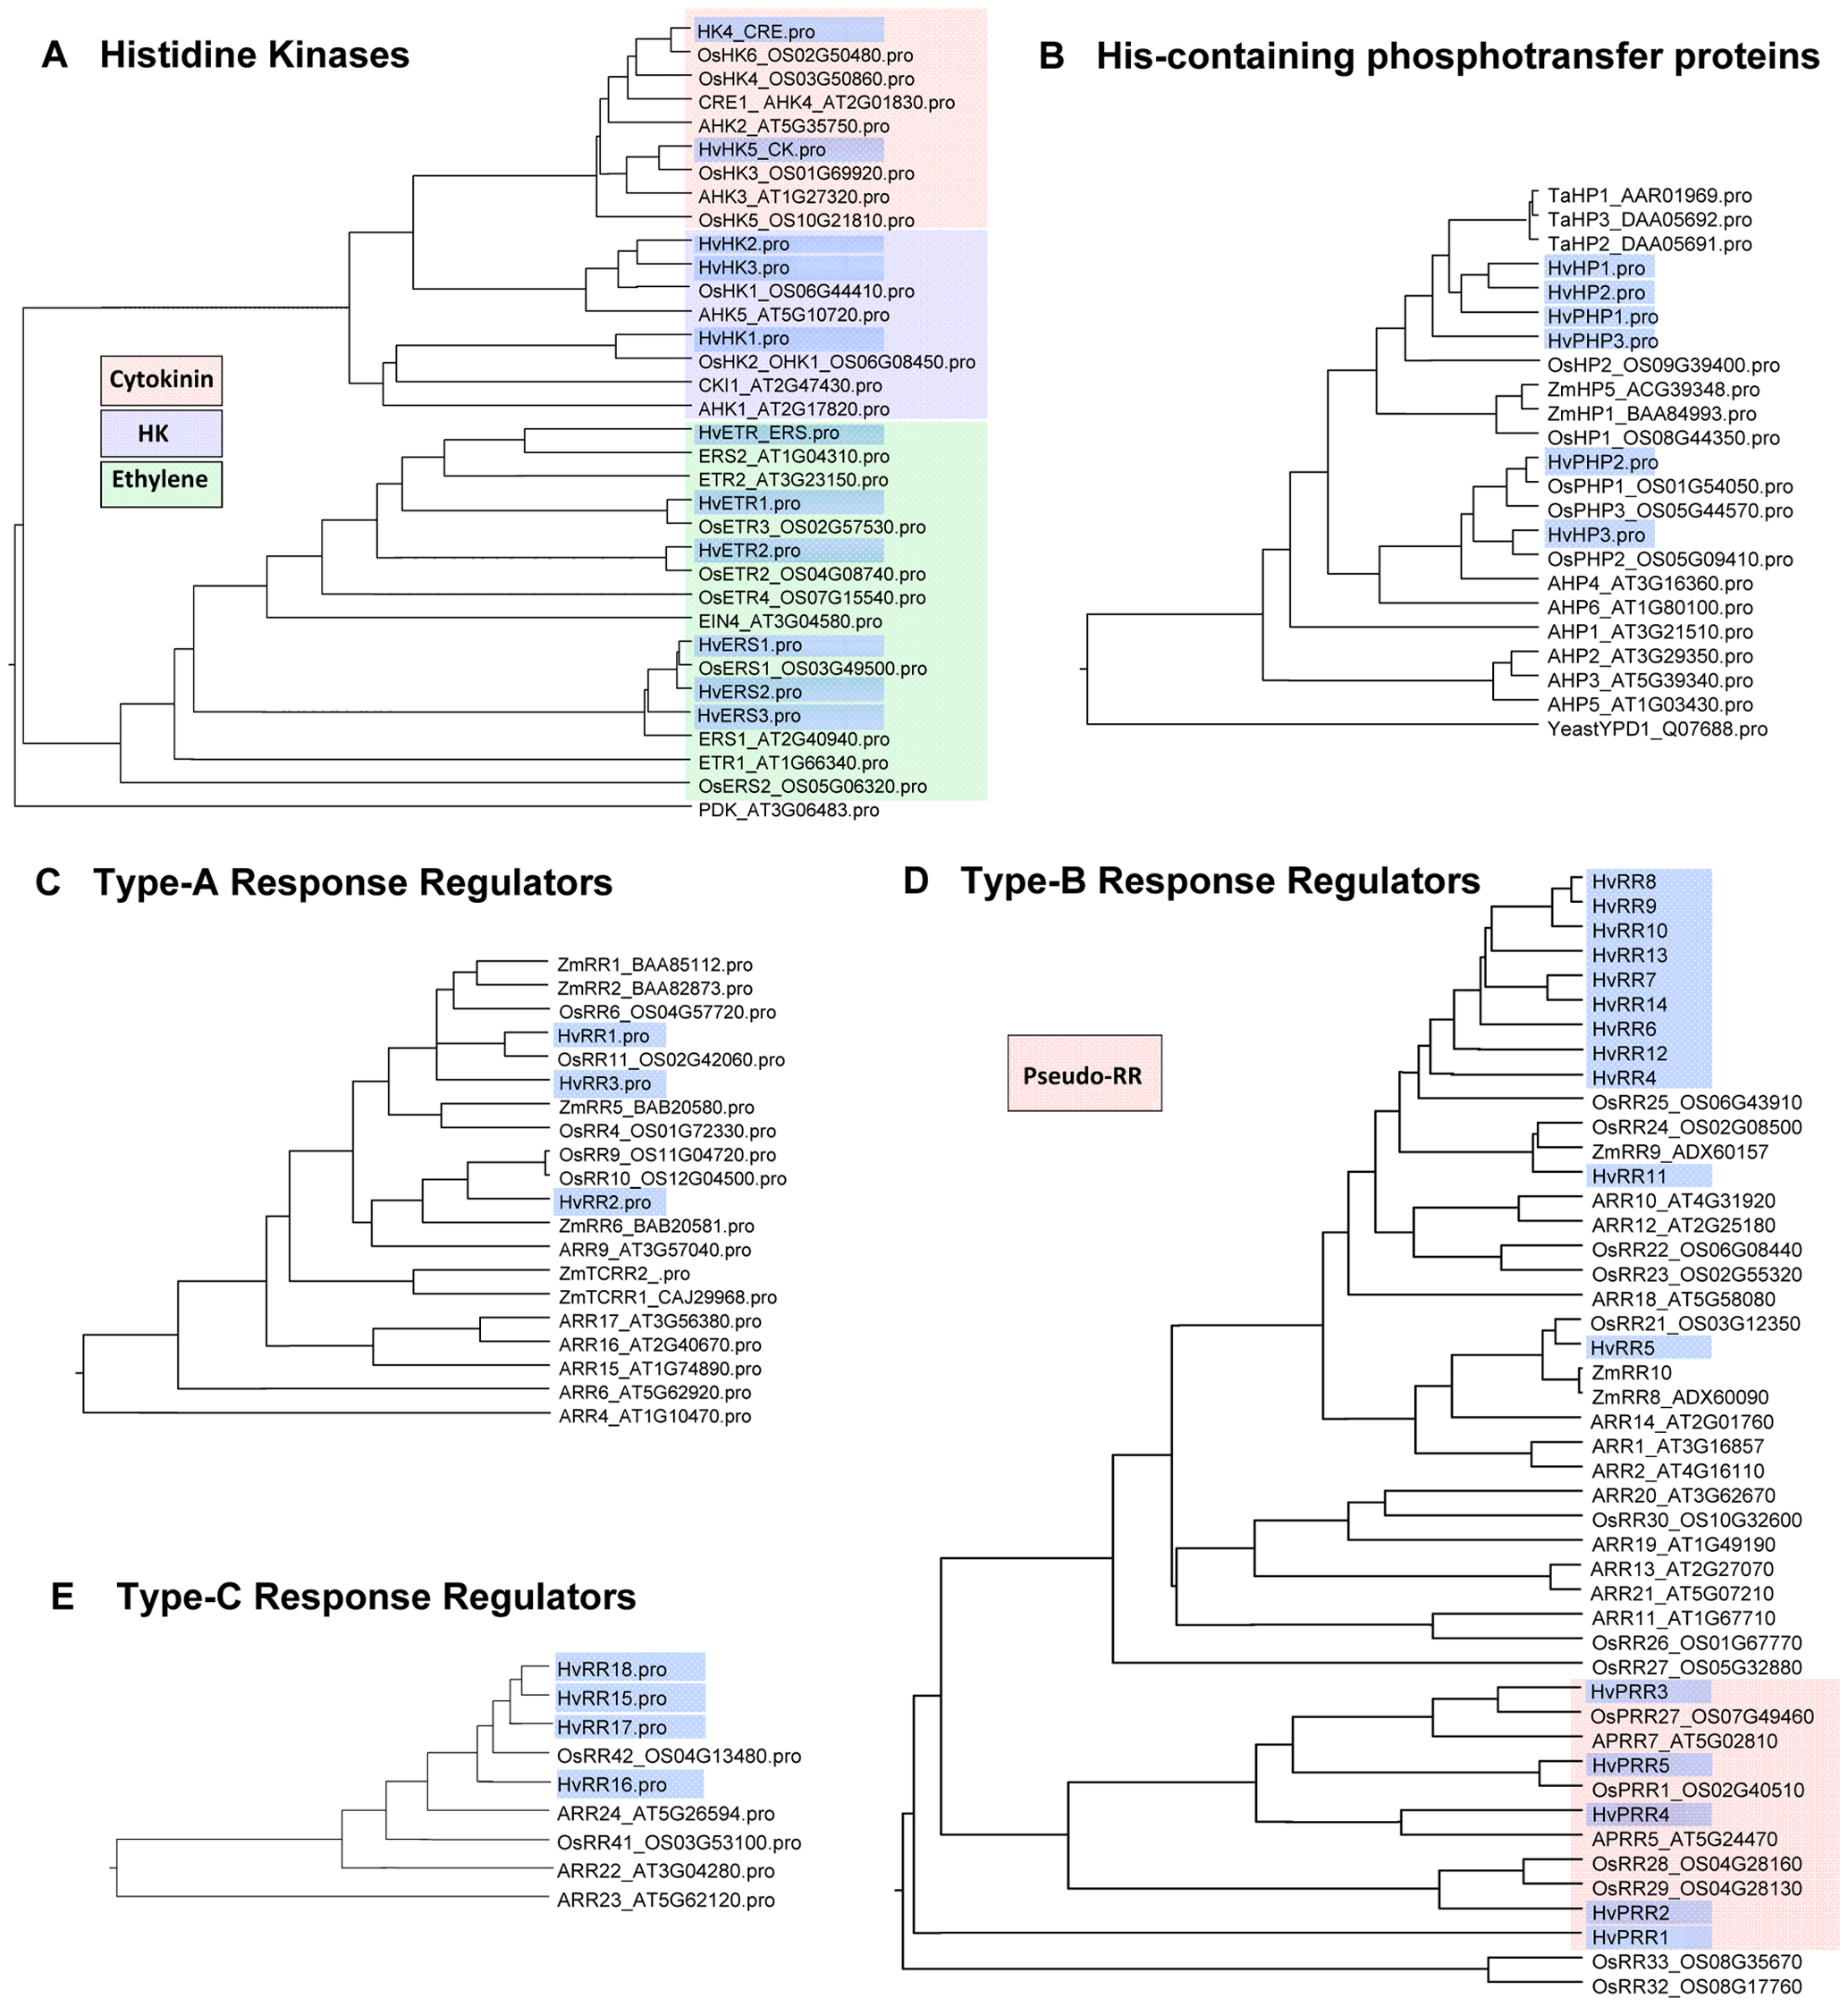 A Histidine Kinases
HK4_CRE.pro
OsHK6_OS02G50480.pro
OsHK4_OS03G50860.pro
CRE1_ AHK4_AT2G01830.pro
AHK2_AT5G35750.pro
HvHK5_CK.pro
OsHK3_OS01G69920.pro
AHK3_AT1G27320.pro
OsHK5_OS10G21810.pro
HvHK2.pro
HvHK3.pro
OsHK1_OS06G44410.pro
AHK5_AT5G10720.pro
HvHK1.pro
OsHK2_OHK1_OS06G08450.pro
CKI1_AT2G47430.pro
AHK1_AT2G17820.pro
HvETR_ERS.pro
ERS2_AT1G04310.pro
ETR2_AT3G23150.pro
HvETR1.pro
OsETR3_OS02G57530.pro
HvETR2.pro
OsETR2_OS04G08740.pro
OsETR4_OS07G15540.pro
EIN4_AT3G04580.pro
HvERS1.pro
OsERS1_OS03G49500.pro
HvERS2.pro
HvERS3.pro
ERS1_AT2G40940.pro
ETR1_AT1G66340.pro
OsERS2_OS05G06320.pro
PDK_AT3G06483.pro
Cytokinin
HK
Ethylene
B His-containing phosphotransfer proteins
TaHP1_AAR01969.pro
TaHP3_DAA05692.pro
TaHP2_DAA05691.pro
HvHP1.pro
HvHP2.pro
HvPHP1.pro
HvPHP3.pro
OsHP2_OS09G39400.pro
ZmHP5_ACG39348.pro
ZmHP1_BAA84993.pro
OsHP1_OS08G44350.pro
HvPHP2.pro
OsPHP1_OS01G54050.pro
OsPHP3_OS05G44570.pro
HvHP3.pro
OsPHP2_OS05G09410.pro
AHP4_AT3G16360.pro
AHP6_AT1G80100.pro
AHP1_AT3G21510.pro
AHP2_AT3G29350.pro
AHP3_AT5G39340.pro
AHP5_AT1G03430.pro
YeastYPD1_Q07688.pro
C Type-A Response Regulators
ZmRR1_BAA85112.pro
ZmRR2_BAA82873.pro
OsRR6_OS04G57720.pro
HvRR1.pro
OsRR11_OS02G42060.pro
HvRR3.pro
ZmRR5_BAB20580.pro
OsRR4_OS01G72330.pro
OsRR9_OS11G04720.pro
OsRR10_OS12G04500.pro
HvRR2.pro
ZmRR6_BAB20581.pro
ARR9_AT3G57040.pro
ZmTCRR2_.pro
ZmTCRR1_CAJ29968.pro
ARR17_AT3G56380.pro
ARR16_AT2G40670.pro
ARR15_AT1G74890.pro
ARR6_AT5G62920.pro
ARR4_AT1G10470.pro
D Type-B Response Regulators
HvRR8
HvRR9
HvRR10
HvRR13
HvRR7
HvRR14
HvRR6
HvRR12
HvRR4
OsRR25_OS06G43910
OsRR24_OS02G08500
ZmRR9_ADX60157
HvRR11
ARR10_AT4G31920
ARR12_AT2G25180
OsRR22_OS06G08440
OsRR23_OS02G55320
ARR18_AT5G58080
OsRR21_OS03G12350
HvRR5
ZmRR10
ZmRR8_ADX60090
ARR14_AT2G01760
ARR1_AT3G16857
ARR2_AT4G16110
ARR20_AT3G62670
OsRR30_OS10G32600
ARR19_AT1G49190
ARR13_AT2G27070
ARR21_AT5G07210
ARR11_AT1G67710
OsRR26_OS01G67770
OsRR27_OS05G32880
HvPRR3
OsPRR27_OS07G49460
APRR7_AT5G02810
HvPRR5
OsPRR1_OS02G40510
HvPRR4
APRR5_AT5G24470
OsRR28_OS04G28160
OsRR29_OS04G28130
HvPRR2
HvPRR1
OsRR33_OS08G35670
OsRR32_OS08G17760
Pseudo-RR
E Type-C Response Regulators
HvRR18.pro
HvRR15.pro
HvRR17.pro
OsRR42_OS04G13480.pro
HvRR16.pro
ARR24_AT5G26594.pro
OsRR41_OS03G53100.pro
ARR22_AT3G04280.pro
ARR23_AT5G62120.pro